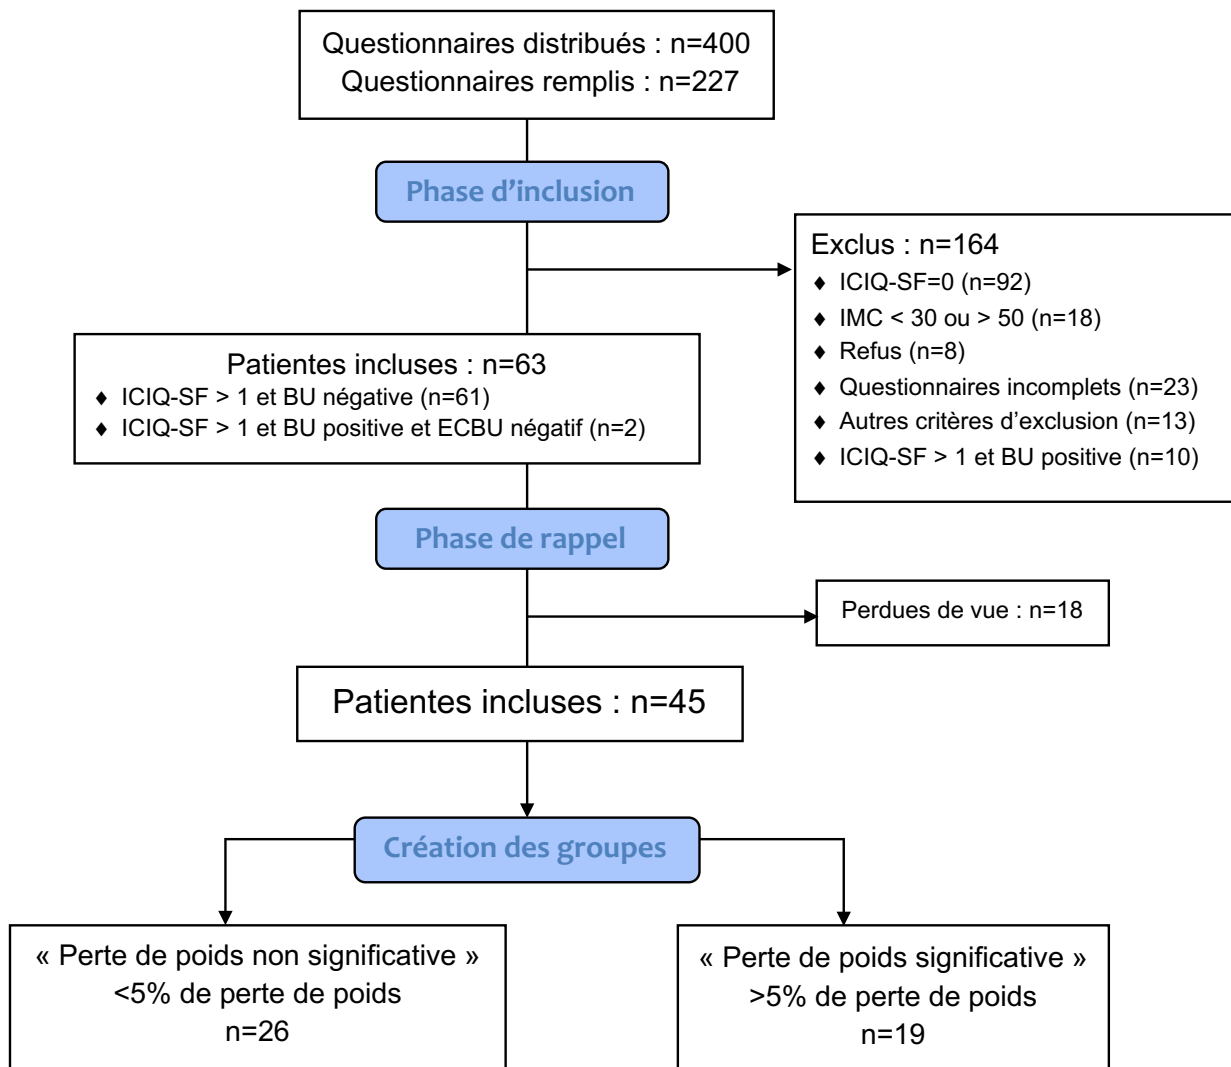 Questionnaires distribués : n=400
Questionnaires remplis : n=227
Phase d'inclusion
Exclus : n=164
♦ ICIQ-SF=0 (n=92)
♦ IMC < 30 ou > 50 (n=18)
♦ Refus (n=8)
♦ Questionnaires incomplets (n=23)
♦ Autres critères d'exclusion (n=13)
♦ ICIQ-SF > 1 et BU positive (n=10)
Patientes incluses : n=63
♦ ICIQ-SF > 1 et BU négative (n=61)
♦ ICIQ-SF > 1 et BU positive et ECBU négatif (n=2)
Phase de rappel
Perdues de vue : n=18
Patientes incluses : n=45
Création des groupes
« Perte de poids non significative »
<5% de perte de poids
n=26
« Perte de poids significative »
>5% de perte de poids
n=19